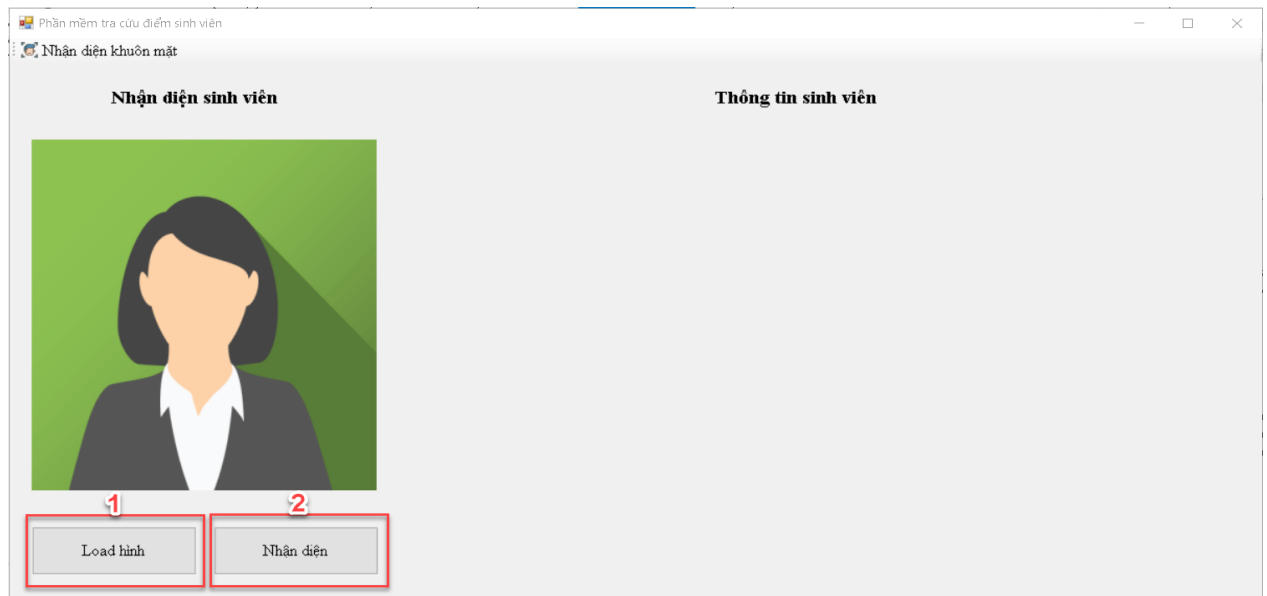 Phần mềm tra cứu điểm sinh viên
Nhận diện khuôn mặt
Nhận diện sinh viên
Thông tin sinh viên
1
2
Load hình
Nhận diện